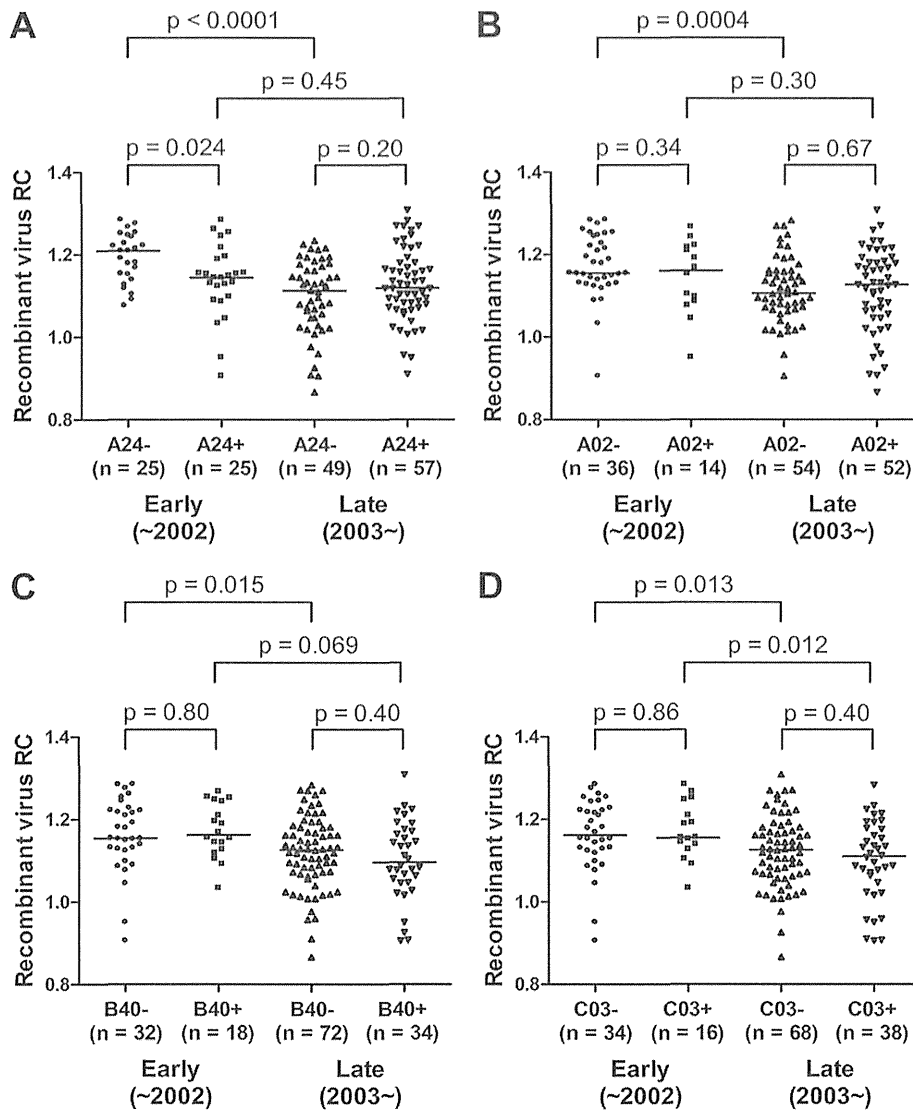 A
p < 0.0001
p = 0.45
p = 0.024
p = 0.20
Recombinant virus RC
1.4
1.2
1.0
0.8
A24- A24+ A24- A24+
(n = 25) (n = 25) (n = 49) (n = 57)
Early Late
(~2002) (2003~)
B
p = 0.0004
p = 0.30
p = 0.34
p = 0.67
Recombinant virus RC
1.4
1.2
1.0
0.8
A02- A02+ A02- A02+
(n = 36) (n = 14) (n = 54) (n = 52)
Early Late
(~2002) (2003~)
C
p = 0.015
p = 0.069
p = 0.80
p = 0.40
Recombinant virus RC
1.4
1.2
1.0
0.8
B40- B40+ B40- B40+
(n = 32) (n = 18) (n = 72) (n = 34)
Early Late
(~2002) (2003~)
D
p = 0.013
p = 0.012
p = 0.86
p = 0.40
Recombinant virus RC
1.4
1.2
1.0
0.8
C03- C03+ C03- C03+
(n = 34) (n = 16) (n = 68) (n = 38)
Early Late
(~2002) (2003~)